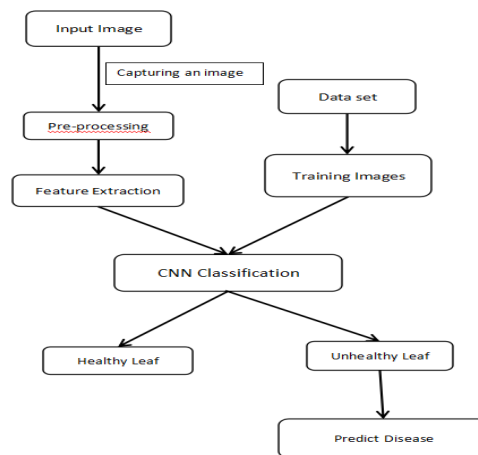 Input Image
Capturing an image
Data set
Pre-processing
Training Images
Feature Extraction
CNN Classification
Healthy Leaf
Unhealthy Leaf
Predict Disease